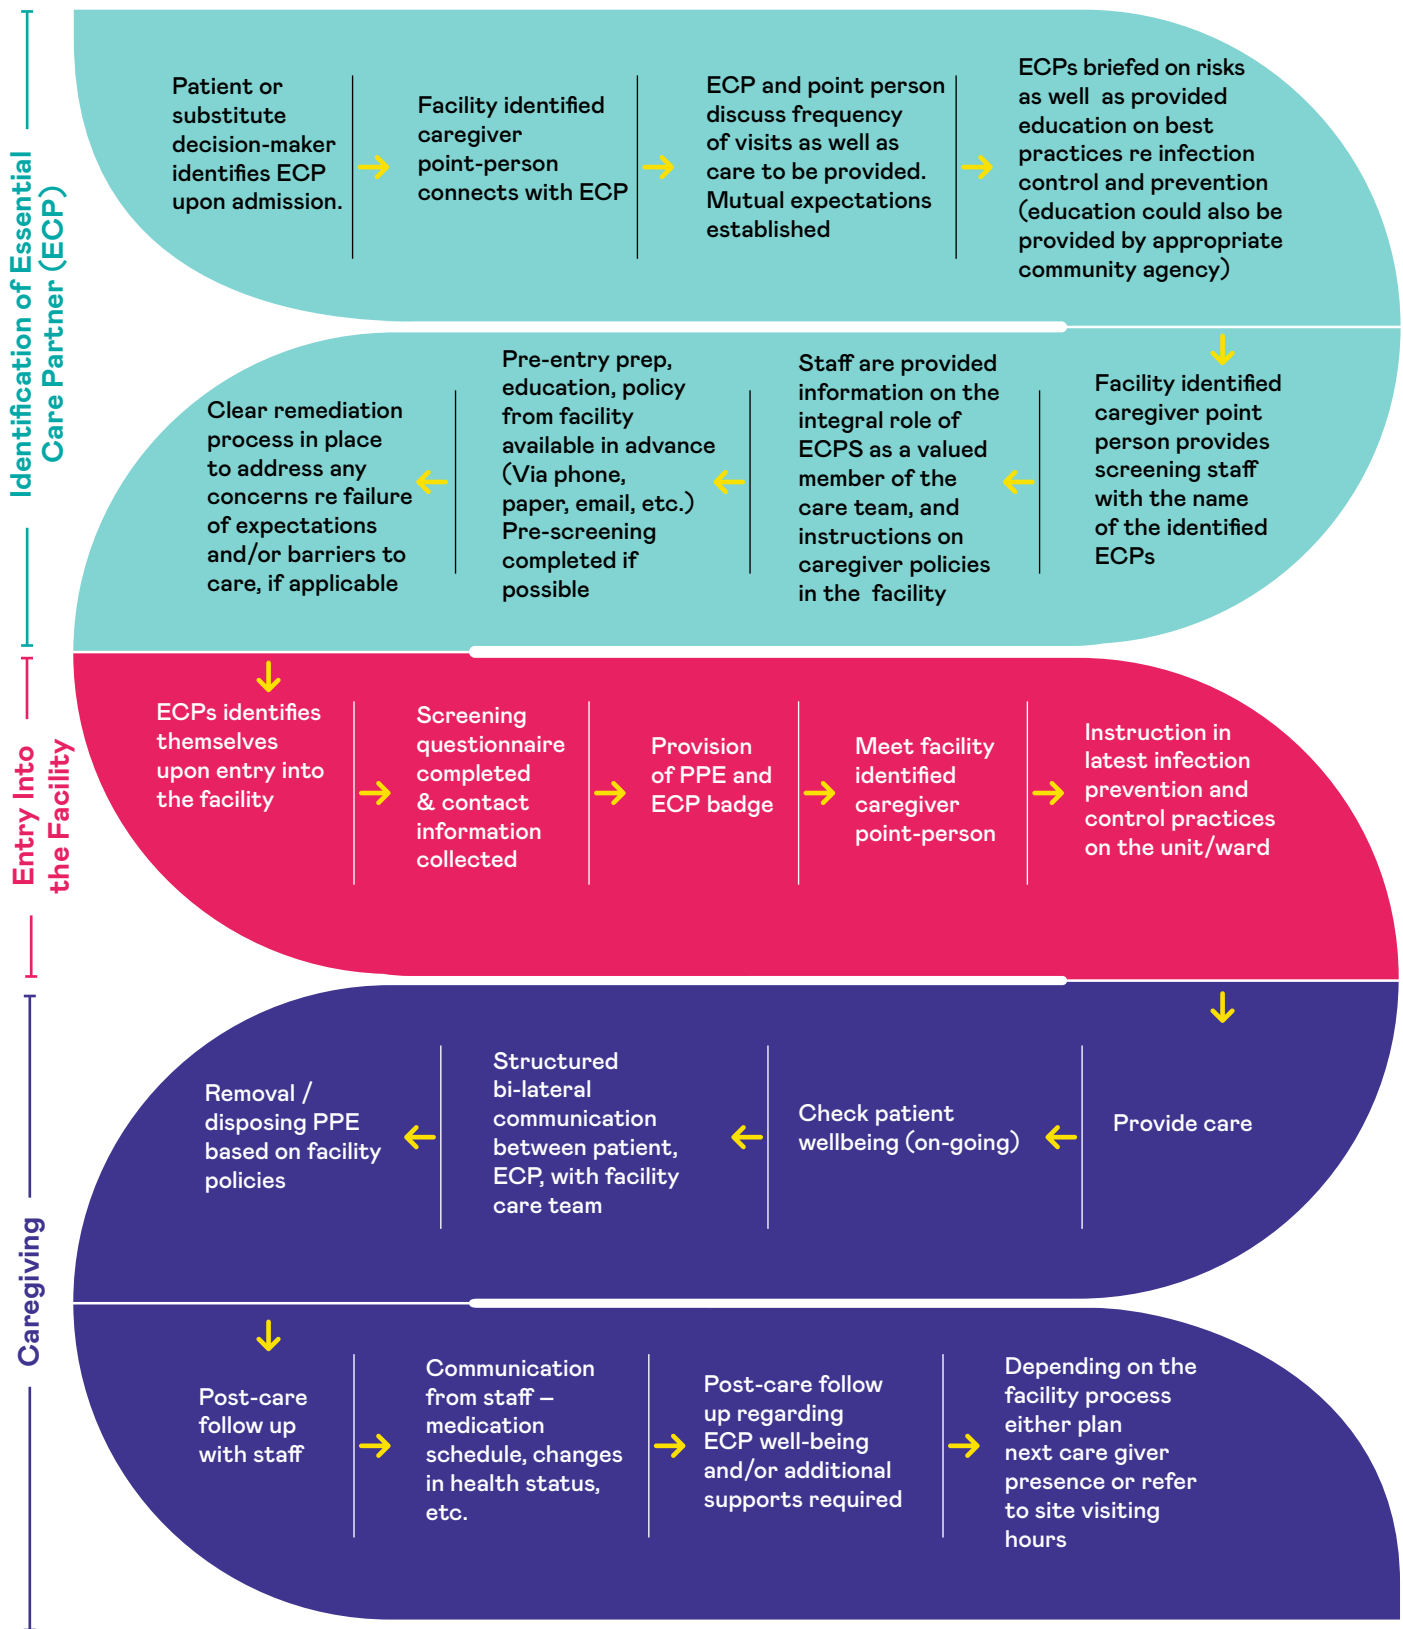 Identification of Essential
Care Partner (ECP)
Patient or
substitute
decision-maker
identifies ECP
upon admission.
Facility identified
caregiver
point-person
connects with ECP
ECP and point person
discuss frequency
of visits as well as
care to be provided.
Mutual expectations
established
ECPs briefed on risks
as well as provided
education on best
practices re infection
control and prevention
(education could also be
provided by appropriate
community agency)
Facility identified
caregiver point
person provides
screening staff
with the name
of the identified
ECPs
Staff are provided
information on the
integral role of
ECPS as a valued
member of the
care team, and
instructions on
caregiver policies
in the facility
Pre-entry prep,
education, policy
from facility
available in advance
(Via phone,
paper, email, etc.)
Pre-screening
completed if
possible
Clear remediation
process in place
to address any
concerns re failure
of expectations
and/or barriers to
care, if applicable
Entry Into
the Facility
ECPs identifies
themselves
upon entry into
the facility
Screening
questionnaire
completed
& contact
information
collected
Provision
of PPE and
ECP badge
Meet facility
identified
caregiver
point-person
Instruction in
latest infection
prevention and
control practices
on the unit/ward
Caregiving
Provide care
Check patient
wellbeing (on-going)
Structured
bi-lateral
communication
between patient,
ECP, with facility
care team
Removal /
disposing PPE
based on facility
policies
Post-care
follow up
with staff
Communication
from staff –
medication
schedule, changes
in health status,
etc.
Post-care follow
up regarding
ECP well-being
and/or additional
supports required
Depending on the
facility process
either plan
next care giver
presence or refer
to site visiting
hours